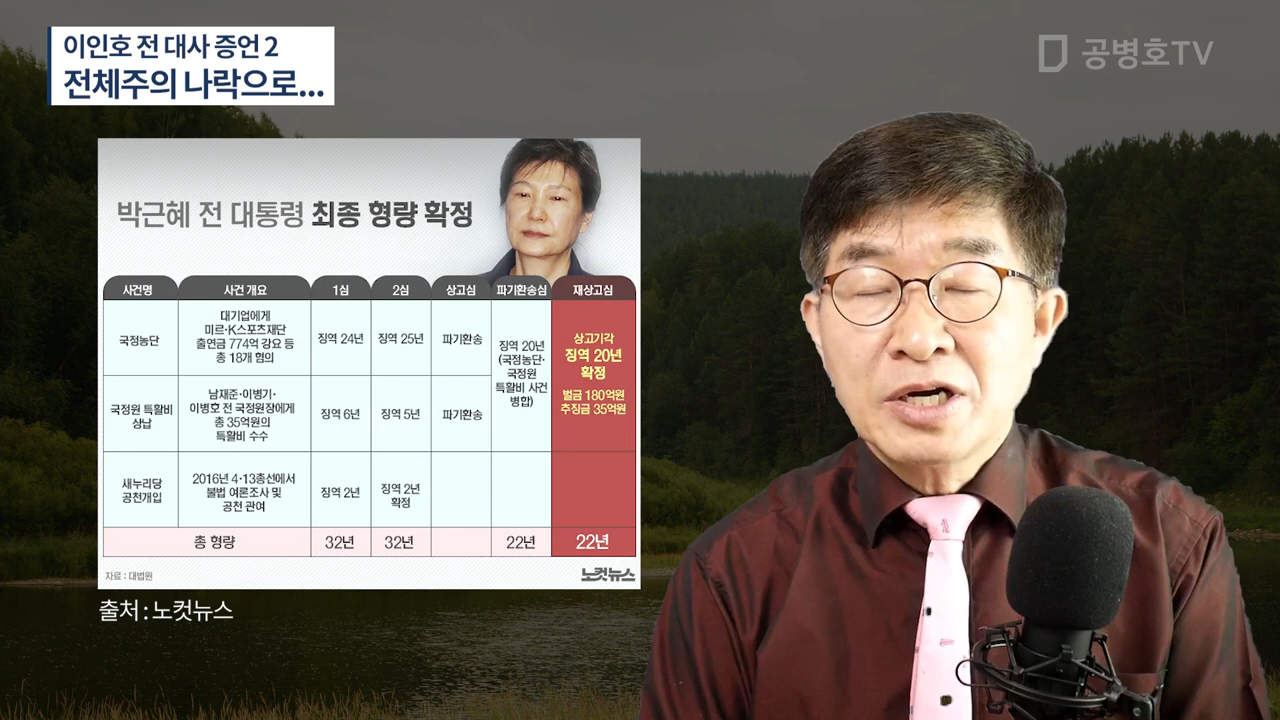 이인호 전 대사 증언 2
전체주의 나락으로...
공병호TV
박근혜 전 대통령 최종 형량 확정
사건명 사건 개요 1심 2심 상고심 파기환송심 재상고심
국정농단
대기업에게
미르·K스포츠재단
출연금 774억 강요 등
총 18개 혐의
징역 24년
징역 25년
파기환송
징역 20년
(국정농단·
국정원
특활비 사건
병합)
상고기각
징역 20년
확정
벌금 180억원
추징금 35억원
국정원 특활비
상납
남재준·이병기·
이병호 전 국정원장에게
총 35억원의
특활비 수수
징역 6년
징역 5년
파기환송
새누리당
공천개입
2016년 4·13총선에서
불법 여론조사 및
공천 관여
징역 2년
징역 2년
확정
총 형량 32년 32년 22년 22년
자료 : 대법원
노컷뉴스
출처 : 노컷뉴스